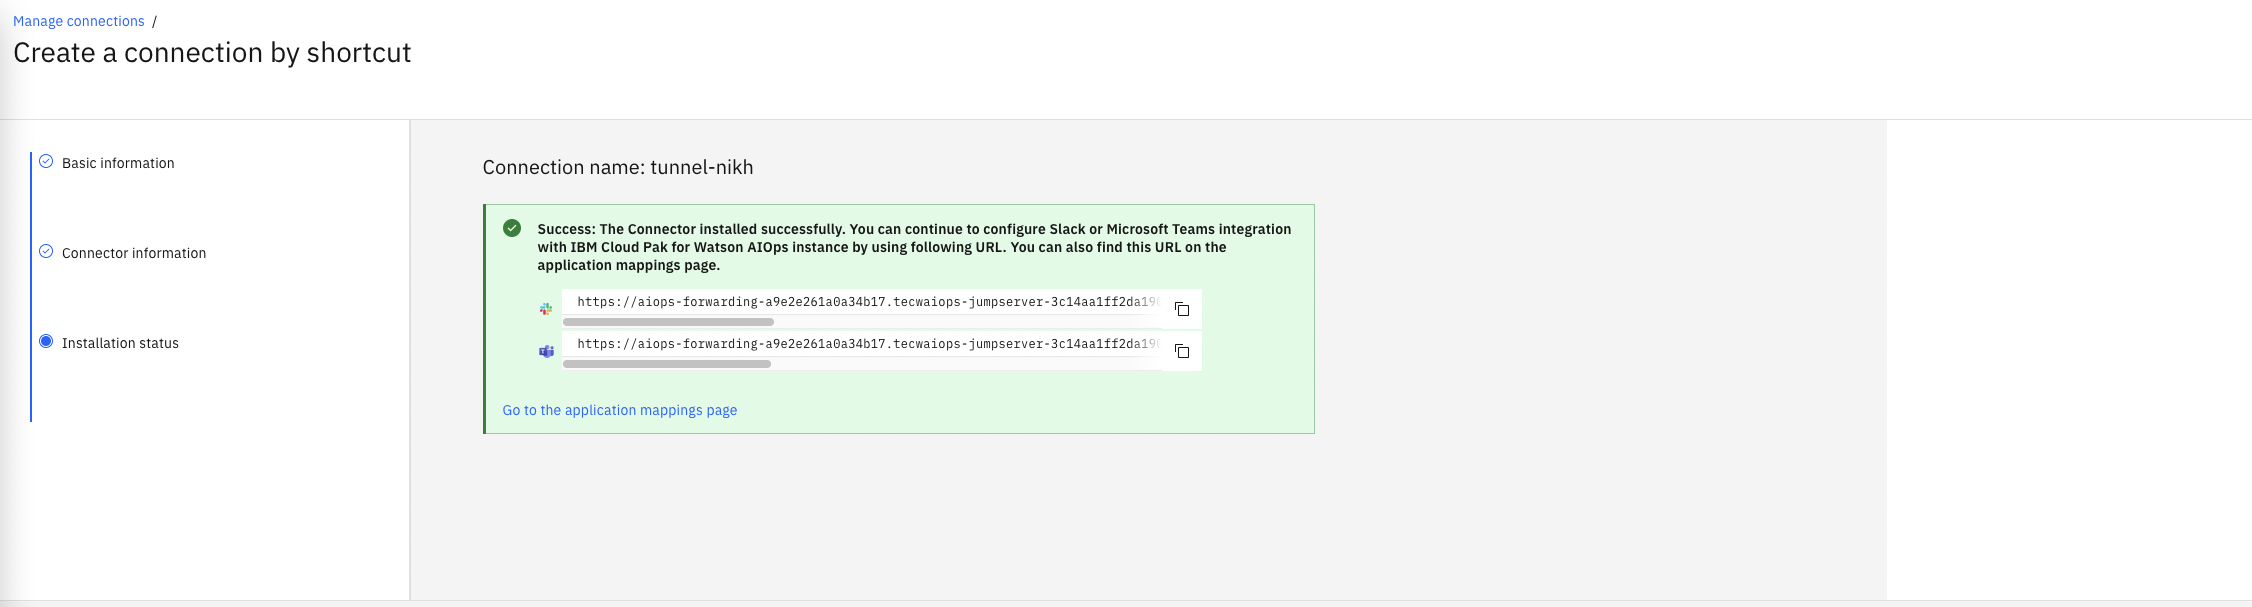 Manage connections /
Create a connection by shortcut
Basic information
Connector information
Installation status
Connection name: tunnel-nikh
Success: The Connector installed successfully. You can continue to configure Slack or Microsoft Teams integration
with IBM Cloud Pak for Watson AIOps instance by using following URL. You can also find this URL on the
application mappings page.
https://aiops-forwarding-a9e2e261a0a34b17.tecwaiops-jumpserver-3c14aa1ff2da19
https://aiops-forwarding-a9e2e261a0a34b17.tecwaiops-jumpserver-3c14aa1ff2da19
Go to the application mappings page